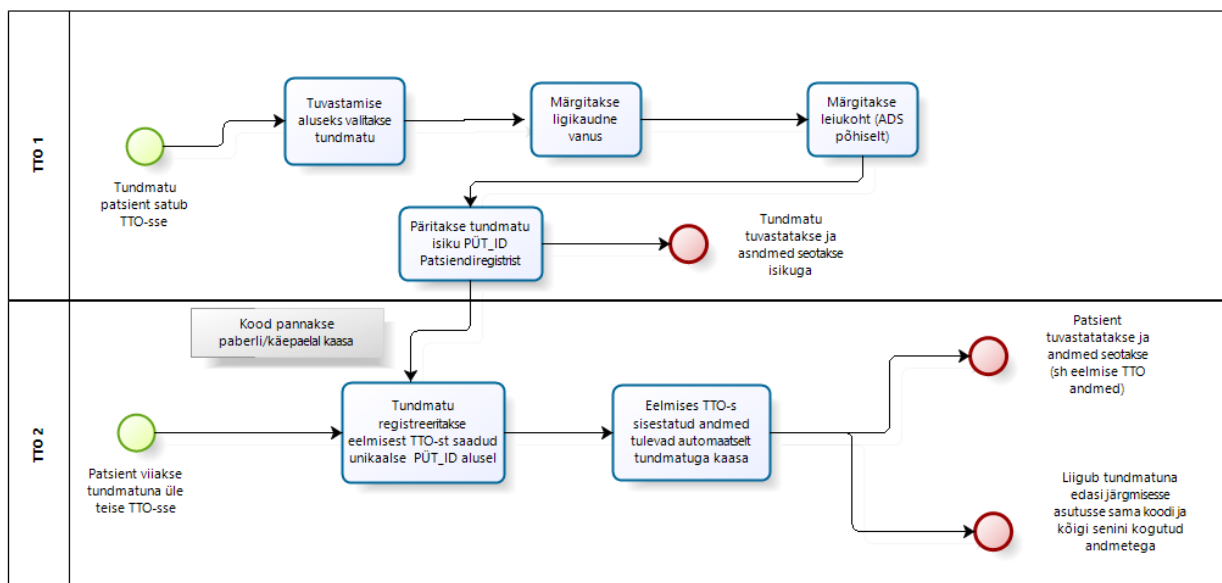 TTO 1
Tuvastamise
aluseks valitakse
tundmatu
Märgitakse
ligikaudne
vanus
Märgitakse
leiukoht (ADS
põhiselt)
Tundmatu
patsient satub
TTO-sse
Päritakse tundmatu
isiku PÜT_ID
Patsiendiregistrist
Tundmatu
tuvastatakse ja
asndmed seotakse
isikuga
TTO 2
Kood pannakse
paberli/käepaelal kaasa
Patsient
tuvastatatakse ja
andmed seotakse
(sh eelmise TTO
andmed)
Tundmatu
registreeritakse
eelmisest TTO-st saadud
unikaalse PÜT_ID alusel
Eelmises TTO-s
sisestatud andmed
tulevad automaatselt
tundmatuga kaasa
Patsient viiakse
tundmatuna üle
teise TTO-sse
Liigub tundmatuna
edasi järgmisesse
asutusse sama koodi ja
kõigi senini kogutud
andmetega